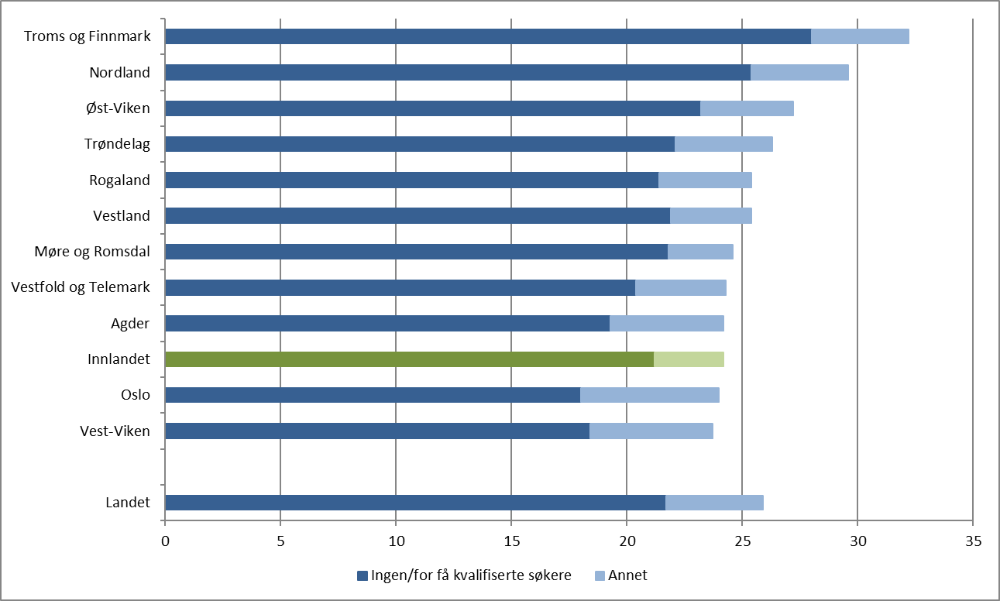 Troms og Finnmark
Nordland
Øst-Viken
Trøndelag
Rogaland
Vestland
Møre og Romsdal
Vestfold og Telemark
Agder
Innlandet
Oslo
Vest-Viken
Landet
0 5 10 15 20 25 30 35
Ingen/for få kvalifiserte søkere Annet